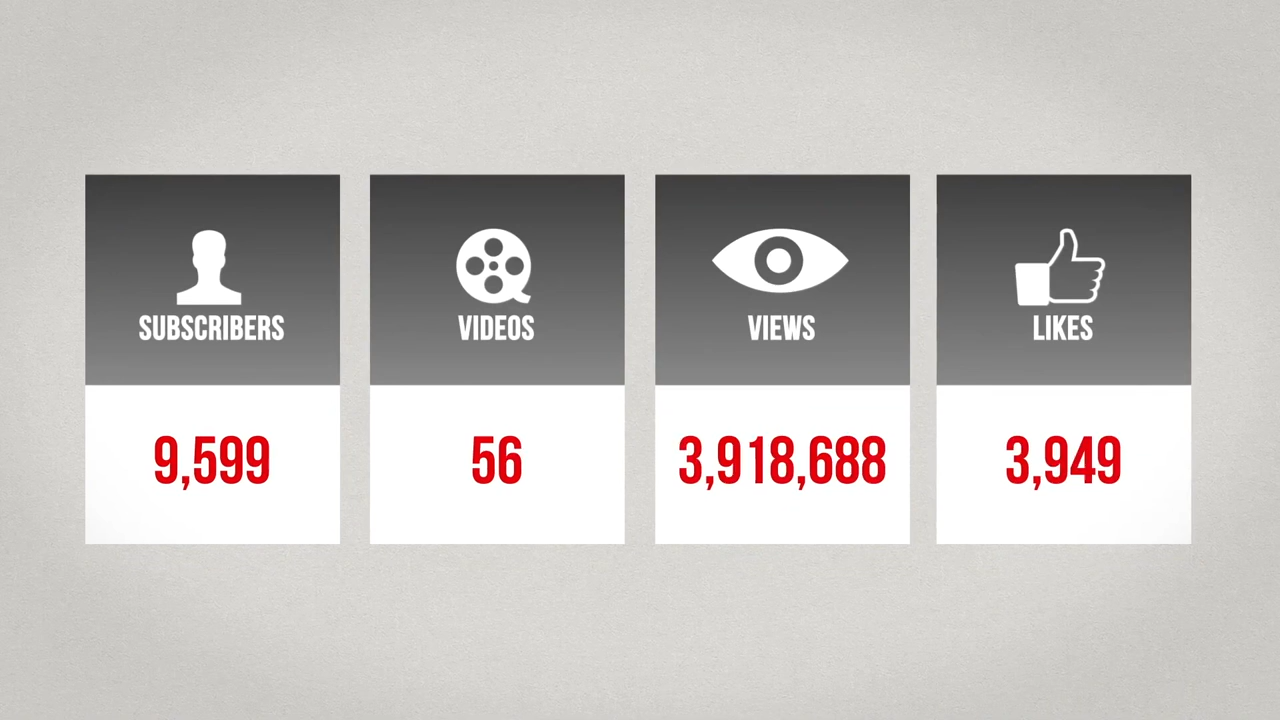 SUBSCRIBERS
9,599
VIDEOS
56
VIEWS
3,918,688
LIKES
3,949